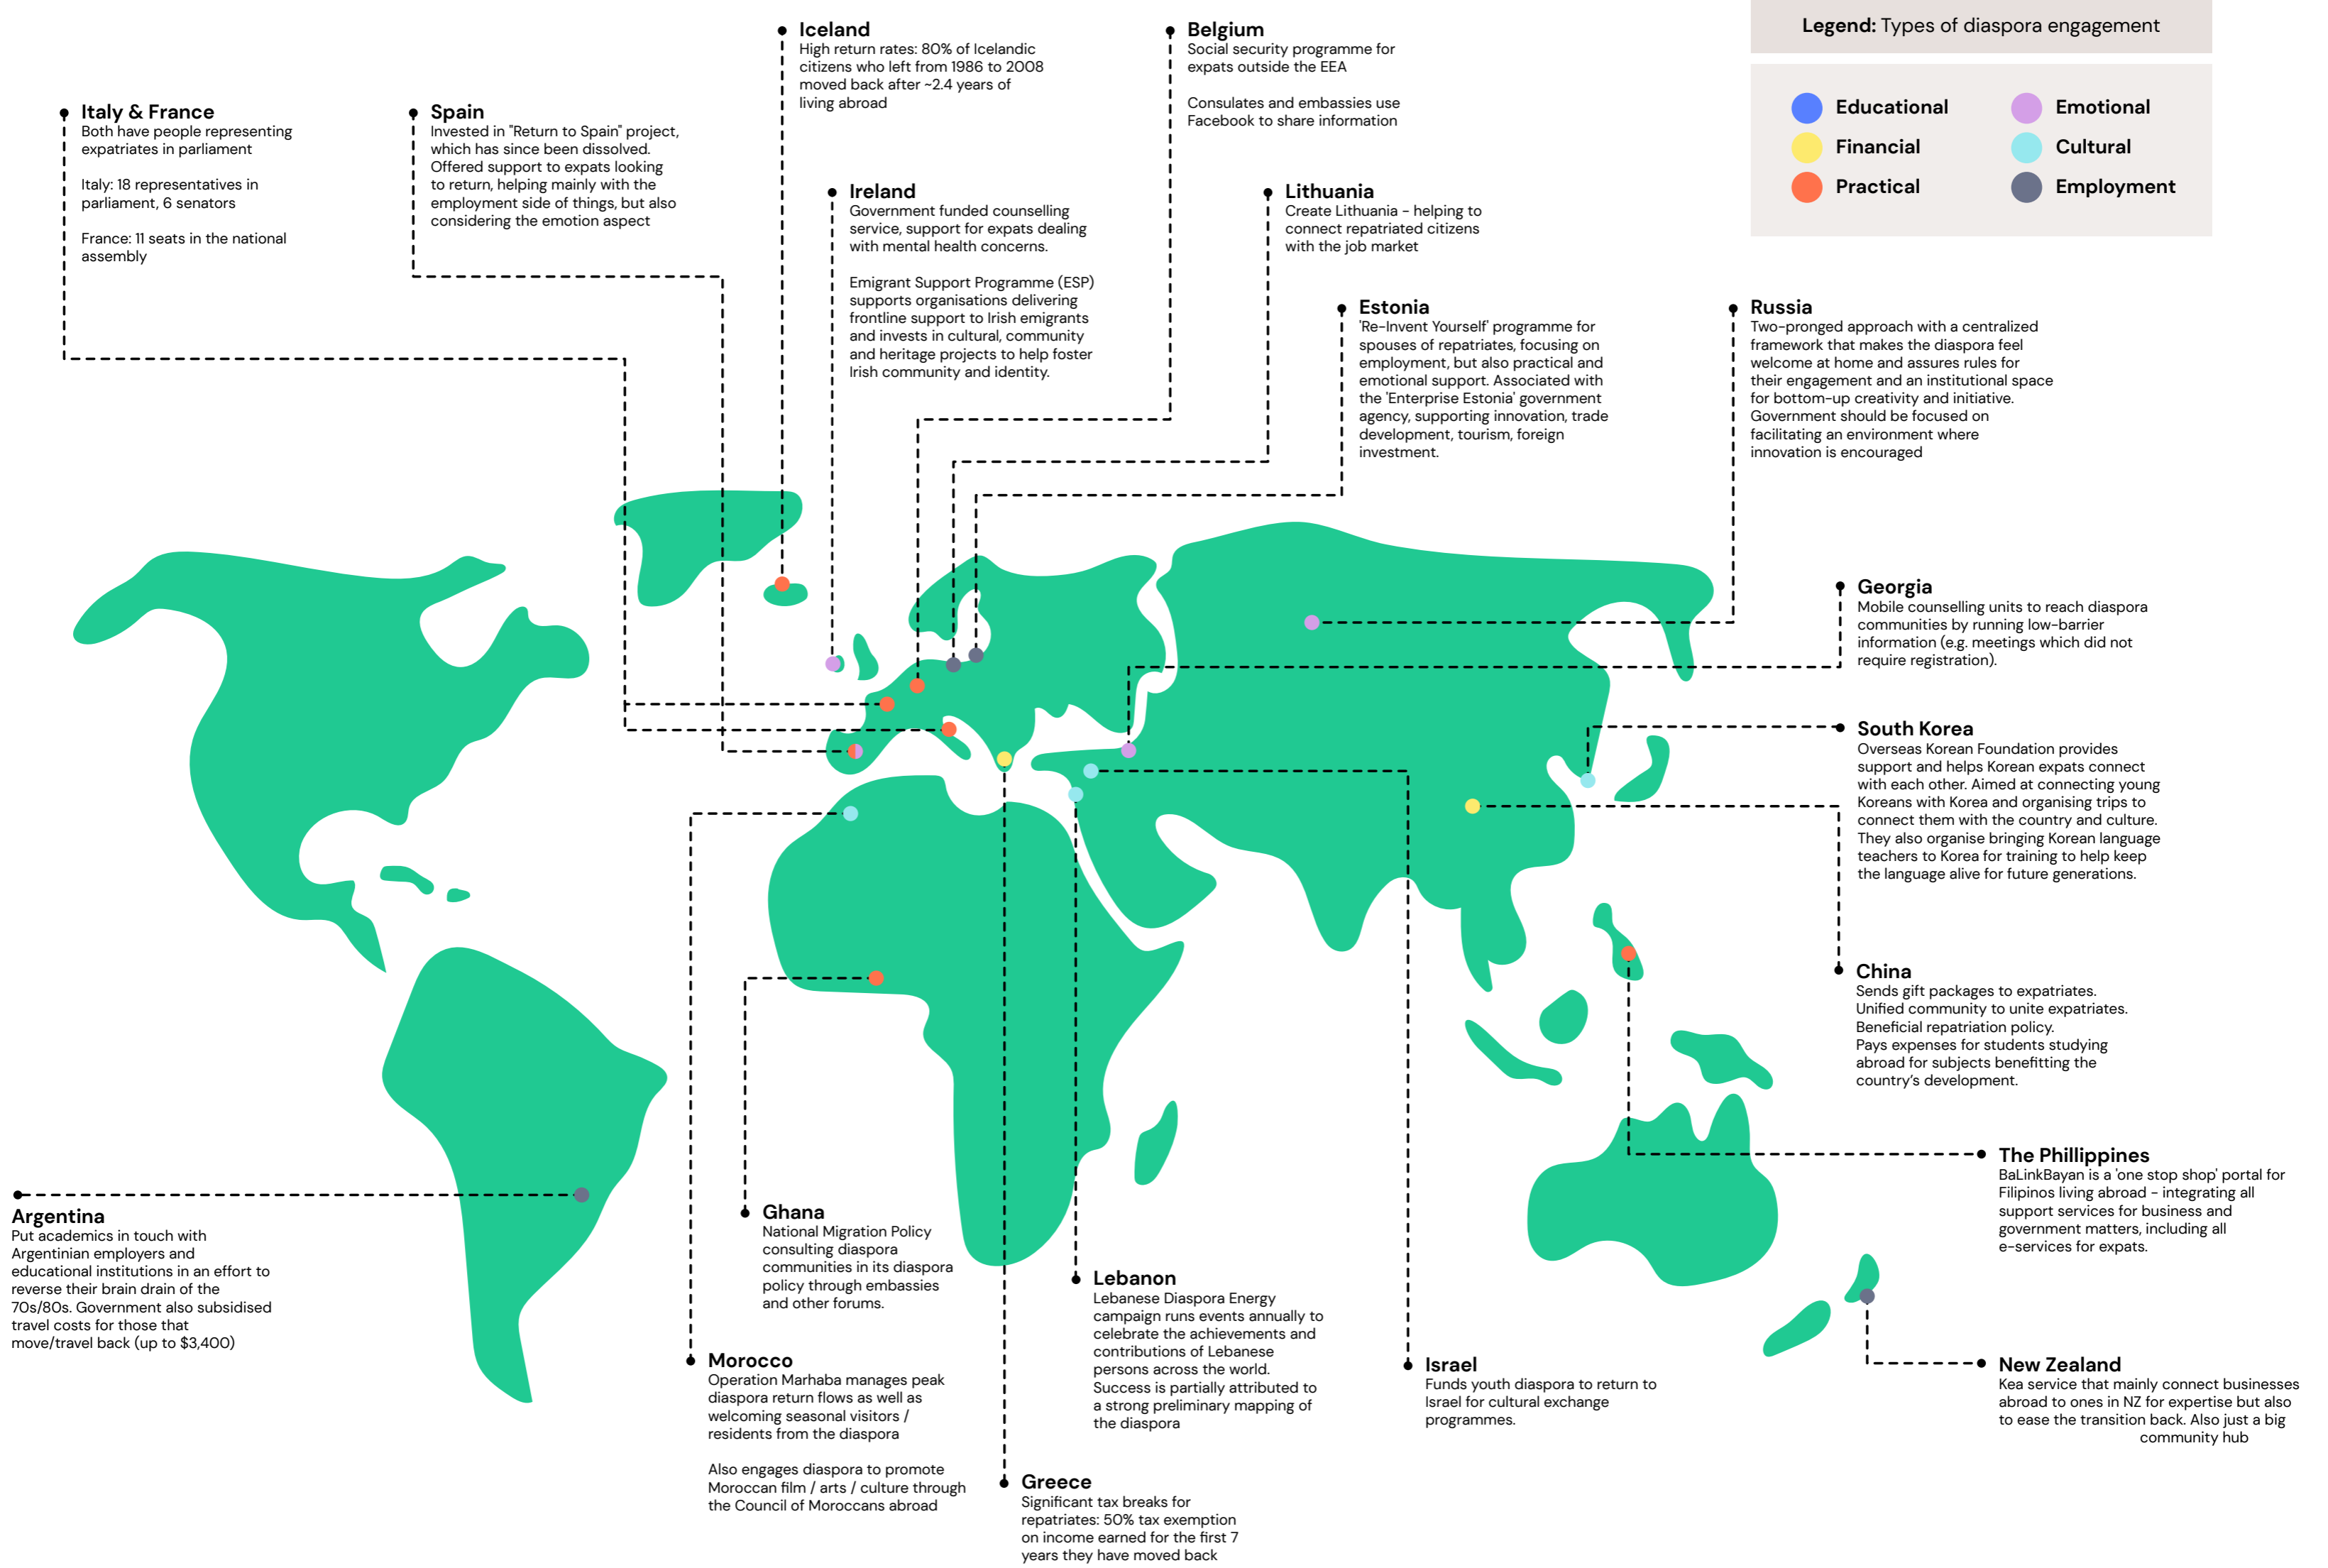 Legend: Types of diaspora engagement
Educational
Financial
Practical
Emotional
Cultural
Employment
Italy & France
Both have people representing
expatriates in parliament
Italy: 18 representatives in
parliament, 6 senators
France: 11 seats in the national
assembly
Spain
Invested in "Return to Spain" project,
which has since been dissolved.
Offered support to expats looking
to return, helping mainly with the
employment side of things, but also
considering the emotion aspect
Iceland
High return rates: 80% of Icelandic
citizens who left from 1986 to 2008
moved back after ~2.4 years of
living abroad
Ireland
Government funded counselling
service, support for expats dealing
with mental health concerns.
Emigrant Support Programme (ESP)
supports organisations delivering
frontline support to Irish emigrants
and invests in cultural, community
and heritage projects to help foster
Irish community and identity.
Belgium
Social security programme for
expats outside the EEA
Consulates and embassies use
Facebook to share information
Lithuania
Create Lithuania - helping to
connect repatriated citizens
with the job market
Estonia
'Re-Invent Yourself' programme for
spouses of repatriates, focusing on
employment, but also practical and
emotional support. Associated with
the 'Enterprise Estonia' government
agency, supporting innovation, trade
development, tourism, foreign
investment.
Russia
Two-pronged approach with a centralized
framework that makes the diaspora feel
welcome at home and assures rules for
their engagement and an institutional space
for bottom-up creativity and initiative.
Government should be focused on
facilitating an environment where
innovation is encouraged
Georgia
Mobile counselling units to reach diaspora
communities by running low-barrier
information (e.g. meetings which did not
require registration).
South Korea
Overseas Korean Foundation provides
support and helps Korean expats connect
with each other. Aimed at connecting young
Koreans with Korea and organising trips to
connect them with the country and culture.
They also organise bringing Korean language
teachers to Korea for training to help keep
the language alive for future generations.
China
Sends gift packages to expatriates.
Unified community to unite expatriates.
Beneficial repatriation policy.
Pays expenses for students studying
abroad for subjects benefitting the
country's development.
The Phillippines
BaLinkBayan is a 'one stop shop' portal for
Filipinos living abroad - integrating all
support services for business and
government matters, including all
e-services for expats.
New Zealand
Kea service that mainly connect businesses
abroad to ones in NZ for expertise but also
to ease the transition back. Also just a big
community hub
Argentina
Put academics in touch with
Argentinian employers and
educational institutions in an effort to
reverse their brain drain of the
70s/80s. Government also subsidised
travel costs for those that
move/travel back (up to $3,400)
Ghana
National Migration Policy
consulting diaspora
communities in its diaspora
policy through embassies
and other forums.
Morocco
Operation Marhaba manages peak
diaspora return flows as well as
welcoming seasonal visitors /
residents from the diaspora
Also engages diaspora to promote
Moroccan film / arts / culture through
the Council of Moroccans abroad
Lebanon
Lebanese Diaspora Energy
campaign runs events annually to
celebrate the achievements and
contributions of Lebanese
persons across the world.
Success is partially attributed to
a strong preliminary mapping of
the diaspora
Israel
Funds youth diaspora to return to
Israel for cultural exchange
programmes.
Greece
Significant tax breaks for
repatriates: 50% tax exemption
on income earned for the first 7
years they have moved back